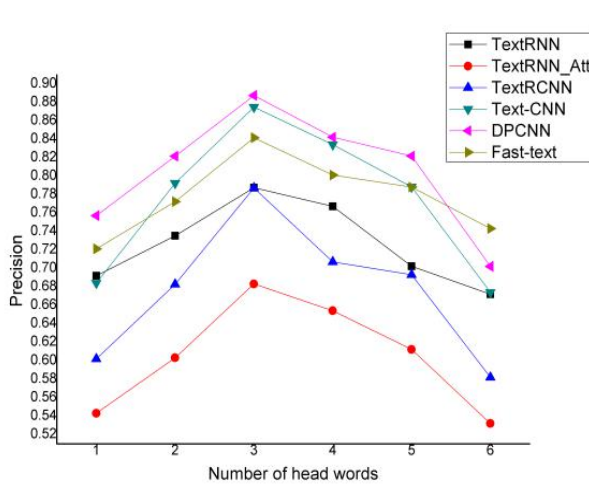 TextRNN
TextRNN_Att
TextRCNN
Text-CNN
DPCNN
Fast-text
0.90
0.88
0.86
0.84
0.82
0.80
0.78
0.76
0.74
0.72
0.70
0.68
0.66
0.64
0.62
0.60
0.58
0.56
0.54
0.52
Precision
1 2 3 4 5 6
Number of head words